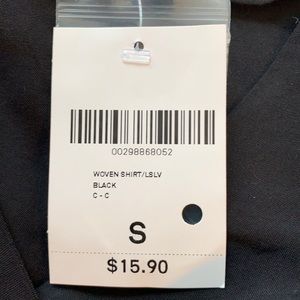 00298868052
WOVEN SHIRT/LSLV
BLACK
C - C
S
$15.90